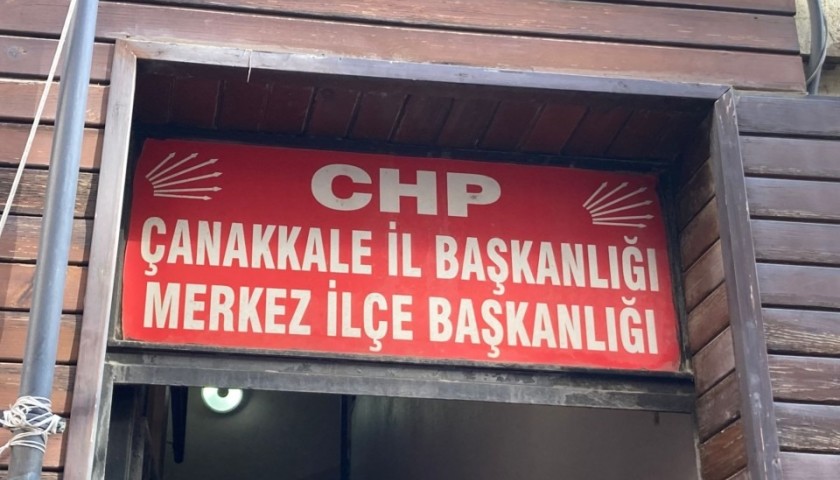 CHP
ÇANAKKALE İL BAŞKANLIĞI
MERKEZ İLÇE BAŞKANLIĞI